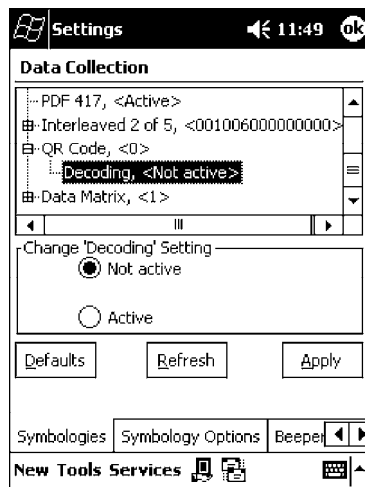 Settings 11:49 ok
Data Collection
PDF 417, <Active>
Interleaved 2 of 5, <001006000000000>
QR Code, <0>
Decoding, <Not active>
Data Matrix, <1>
Change 'Decoding' Setting
Not active
Active
Defaults Refresh Apply
Symbologies Symbology Options Beeper
New Tools Services